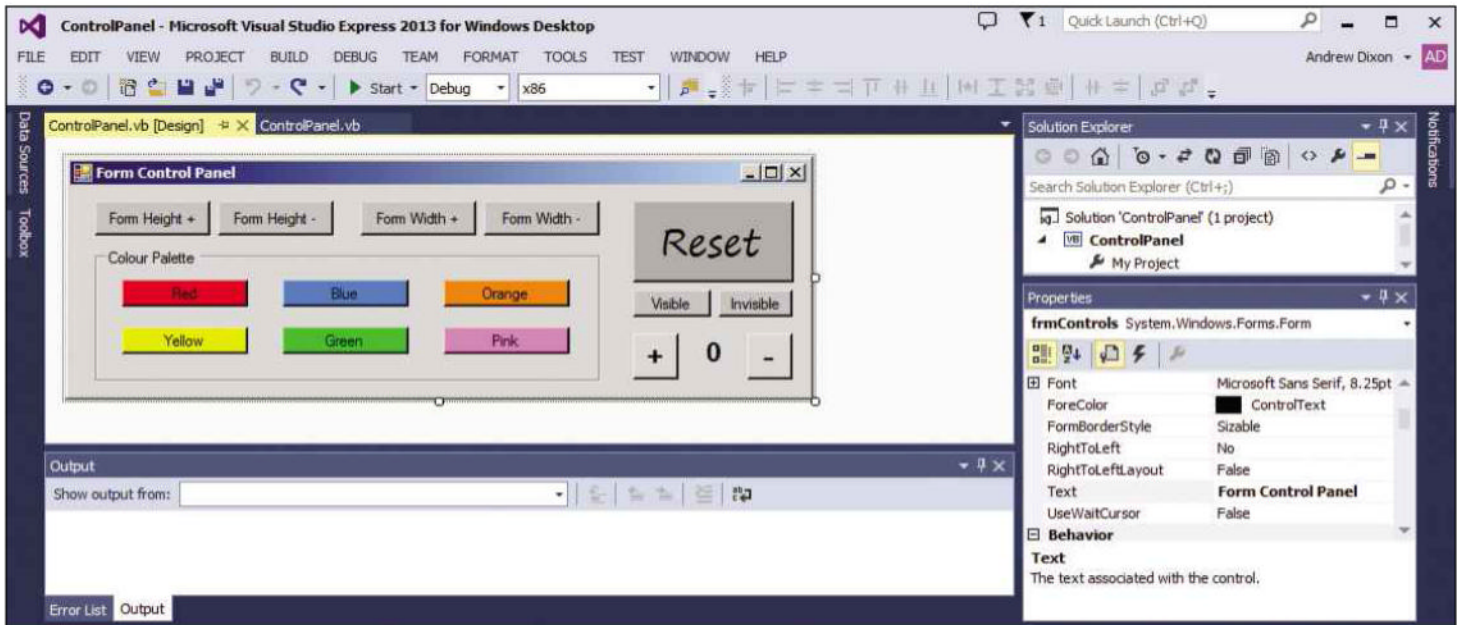 ControlPanel - Microsoft Visual Studio Express 2013 for Windows Desktop
1 Quick Launch (Ctrl+Q)
FILE EDIT VIEW PROJECT BUILD DEBUG TEAM FORMAT TOOLS TEST WINDOW HELP
Andrew Dixon AD
Start Debug x86
Data Sources
Toolbox
ControlPanel.vb [Design] ControlPanel.vb
Form Control Panel
Form Height + Form Height - Form Width + Form Width -
Reset
Colour Palette
Red Blue Orange
Yellow Green Pink
Visible Invisible
+ 0 -
Output
Show output from:
Error List Output
Solution Explorer
Search Solution Explorer (Ctrl+;)
Solution 'ControlPanel' (1 project)
VB ControlPanel
My Project
Properties
frmControls System.Windows.Forms.Form
Font Microsoft Sans Serif, 8.25pt
ForeColor ControlText
FormBorderStyle Sizable
RightToLeft No
RightToLeftLayout False
Text Form Control Panel
UseWaitCursor False
Behavior
Text
The text associated with the control.
Notifications